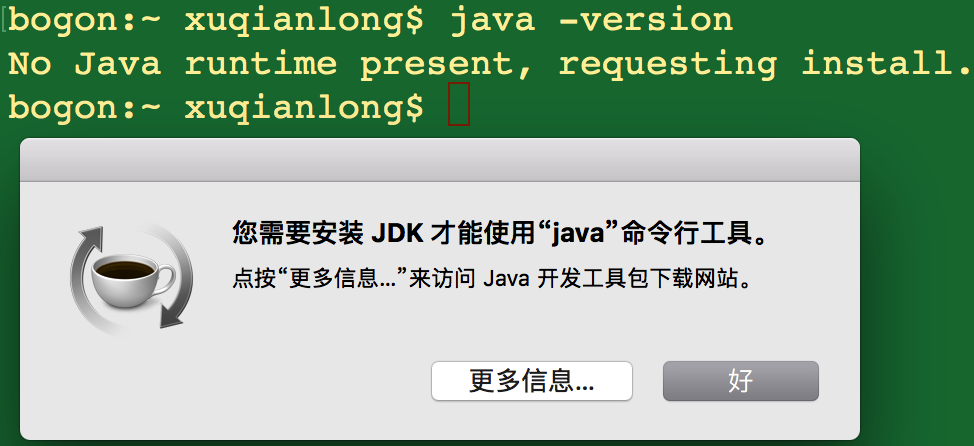 bogon:~ xuqianlong$ java -version
No Java runtime present, requesting install.
bogon:~ xuqianlong$
您需要安装 JDK 才能使用“java”命令行工具。
点按“更多信息...”来访问 Java 开发工具包下载网站。
更多信息...
好